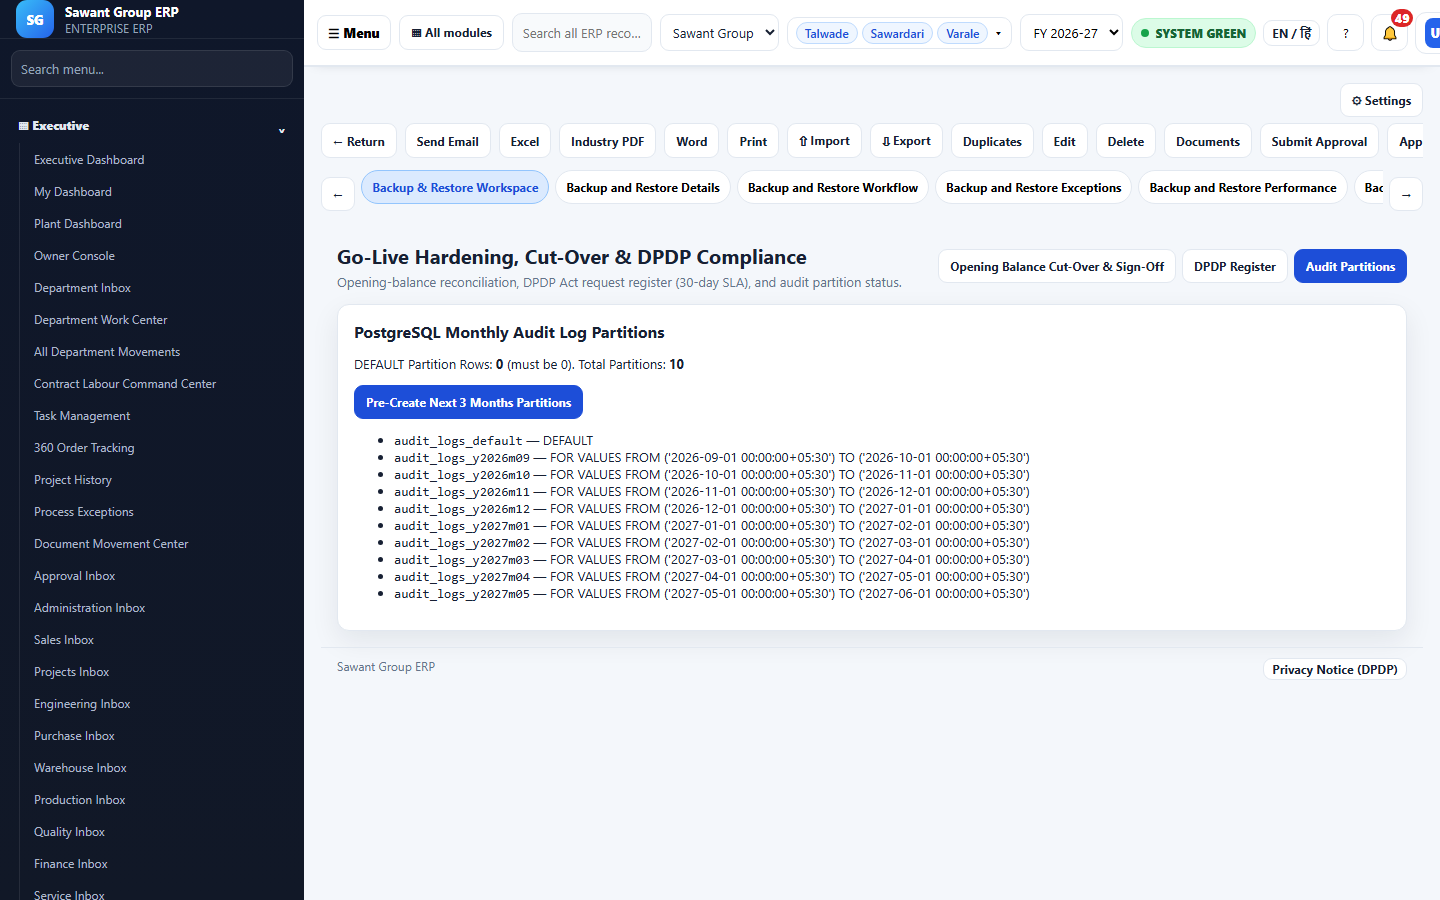 SG
Sawant Group ERP
ENTERPRISE ERP
Search menu...
Executive
Executive Dashboard
My Dashboard
Plant Dashboard
Owner Console
Department Inbox
Department Work Center
All Department Movements
Contract Labour Command Center
Task Management
360 Order Tracking
Project History
Process Exceptions
Document Movement Center
Approval Inbox
Administration Inbox
Sales Inbox
Projects Inbox
Engineering Inbox
Purchase Inbox
Warehouse Inbox
Production Inbox
Quality Inbox
Finance Inbox
Service Inbox
☰ Menu
All modules
Search all ERP reco...
Sawant Group
Talwade Sawardari Varale
FY 2026-27
SYSTEM GREEN
EN / हिं
?
49
U
⚙ Settings
← Return
Send Email
Excel
Industry PDF
Word
Print
⇧ Import
⇩ Export
Duplicates
Edit
Delete
Documents
Submit Approval
App
←
Backup & Restore Workspace
Backup and Restore Details
Backup and Restore Workflow
Backup and Restore Exceptions
Backup and Restore Performance
Bac
→
Go-Live Hardening, Cut-Over & DPDP Compliance
Opening-balance reconciliation, DPDP Act request register (30-day SLA), and audit partition status.
Opening Balance Cut-Over & Sign-Off
DPDP Register
Audit Partitions
PostgreSQL Monthly Audit Log Partitions
DEFAULT Partition Rows: 0 (must be 0). Total Partitions: 10
Pre-Create Next 3 Months Partitions
• audit_logs_default — DEFAULT
• audit_logs_y2026m09 — FOR VALUES FROM ('2026-09-01 00:00:00+05:30') TO ('2026-10-01 00:00:00+05:30')
• audit_logs_y2026m10 — FOR VALUES FROM ('2026-10-01 00:00:00+05:30') TO ('2026-11-01 00:00:00+05:30')
• audit_logs_y2026m11 — FOR VALUES FROM ('2026-11-01 00:00:00+05:30') TO ('2026-12-01 00:00:00+05:30')
• audit_logs_y2026m12 — FOR VALUES FROM ('2026-12-01 00:00:00+05:30') TO ('2027-01-01 00:00:00+05:30')
• audit_logs_y2027m01 — FOR VALUES FROM ('2027-01-01 00:00:00+05:30') TO ('2027-02-01 00:00:00+05:30')
• audit_logs_y2027m02 — FOR VALUES FROM ('2027-02-01 00:00:00+05:30') TO ('2027-03-01 00:00:00+05:30')
• audit_logs_y2027m03 — FOR VALUES FROM ('2027-03-01 00:00:00+05:30') TO ('2027-04-01 00:00:00+05:30')
• audit_logs_y2027m04 — FOR VALUES FROM ('2027-04-01 00:00:00+05:30') TO ('2027-05-01 00:00:00+05:30')
• audit_logs_y2027m05 — FOR VALUES FROM ('2027-05-01 00:00:00+05:30') TO ('2027-06-01 00:00:00+05:30')
Sawant Group ERP
Privacy Notice (DPDP)